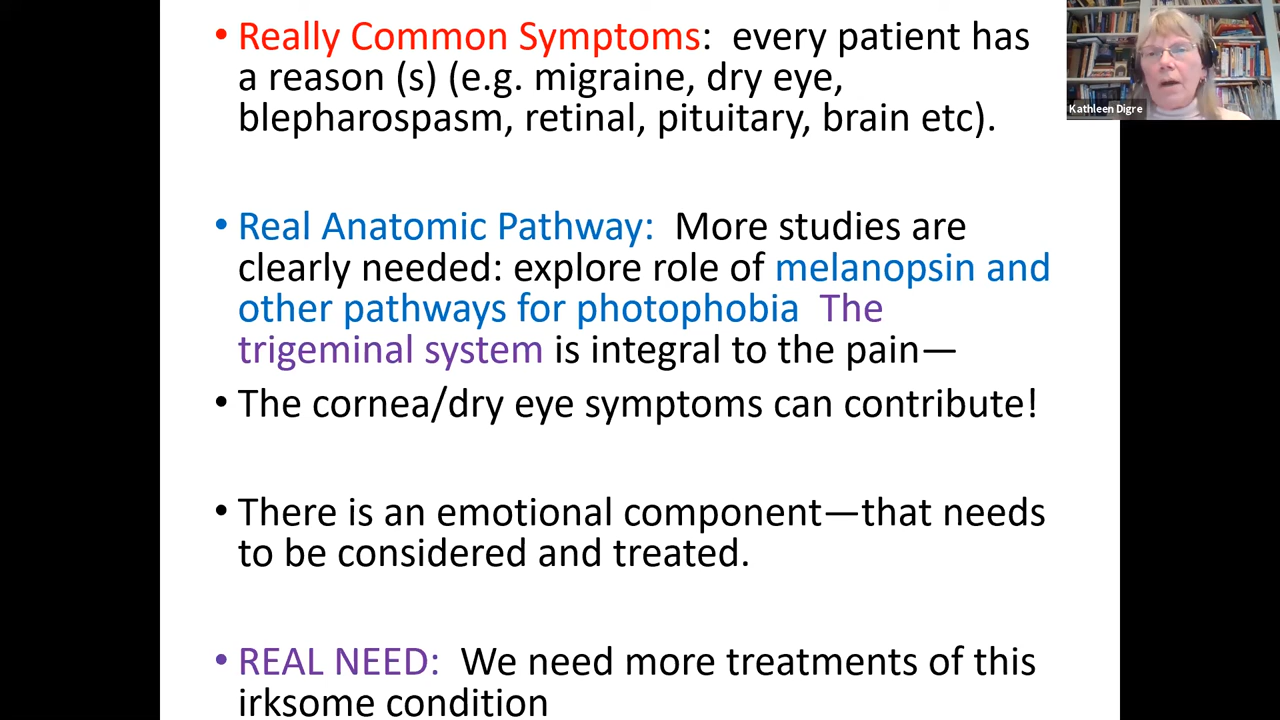 • Really Common Symptoms: every patient has
a reason (s) (e.g. migraine, dry eye,
blepharospasm, retinal, pituitary, brain etc).
• Real Anatomic Pathway: More studies are
clearly needed: explore role of melanopsin and
other pathways for photophobia The
trigeminal system is integral to the pain—
• The cornea/dry eye symptoms can contribute!
• There is an emotional component—that needs
to be considered and treated.
• REAL NEED: We need more treatments of this
irksome condition
Kathleen Digre